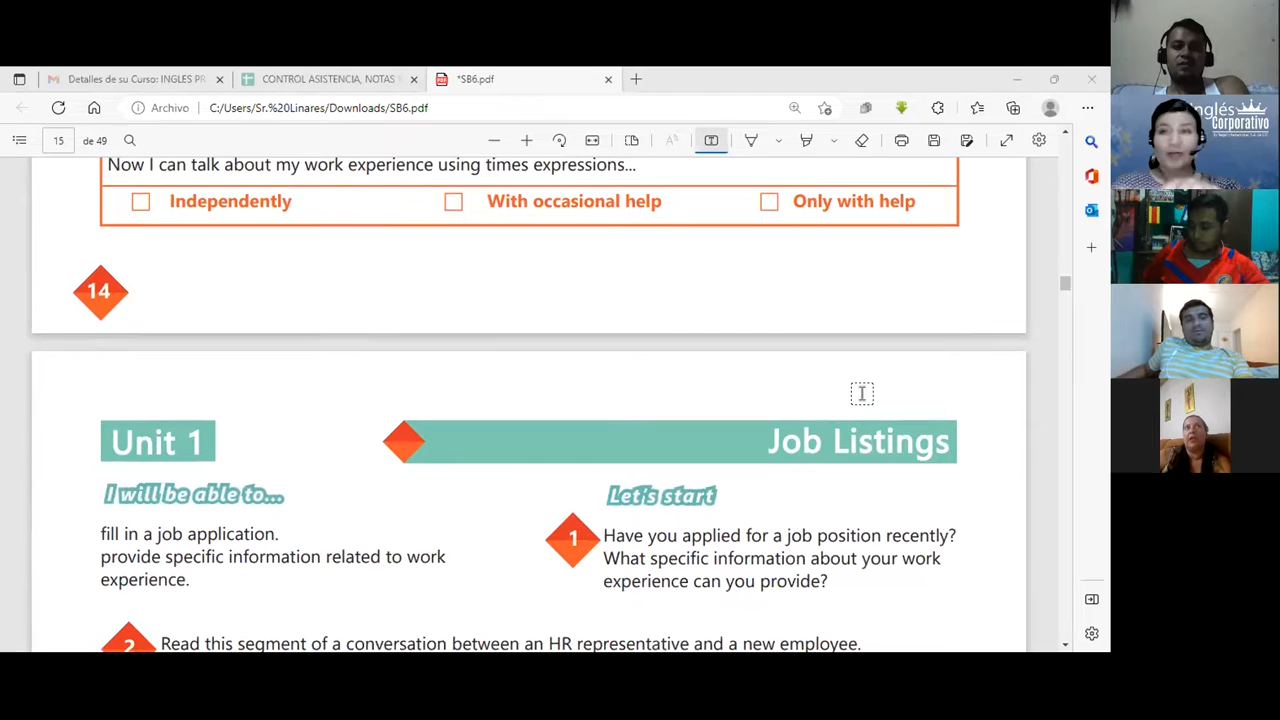 Detalles de su Curso: INGLES PR
CONTROL ASISTENCIA, NOTAS
*SB6.pdf
Archivo
C:/Users/Sr.%20Linares/Downloads/SB6.pdf
15
de 49
Now I can talk about my work experience using times expressions...
Independently
With occasional help
Only with help
14
Unit 1
Job Listings
I will be able to...
Let's start
fill in a job application.
provide specific information related to work
experience.
1
Have you applied for a job position recently?
What specific information about your work
experience can you provide?
2
Read this segment of a conversation between an HR representative and a new employee.
Inglés
Corporativo